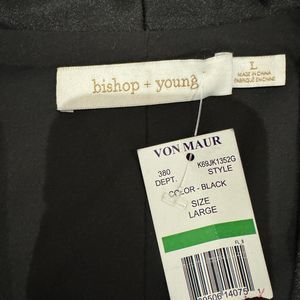 bishop + young
L
MADE IN CHINA
FABRIQUÉ EN CHINE
VON MAUR
380 K69JK1352G
DEPT. STYLE
COLOR - BLACK
SIZE
LARGE